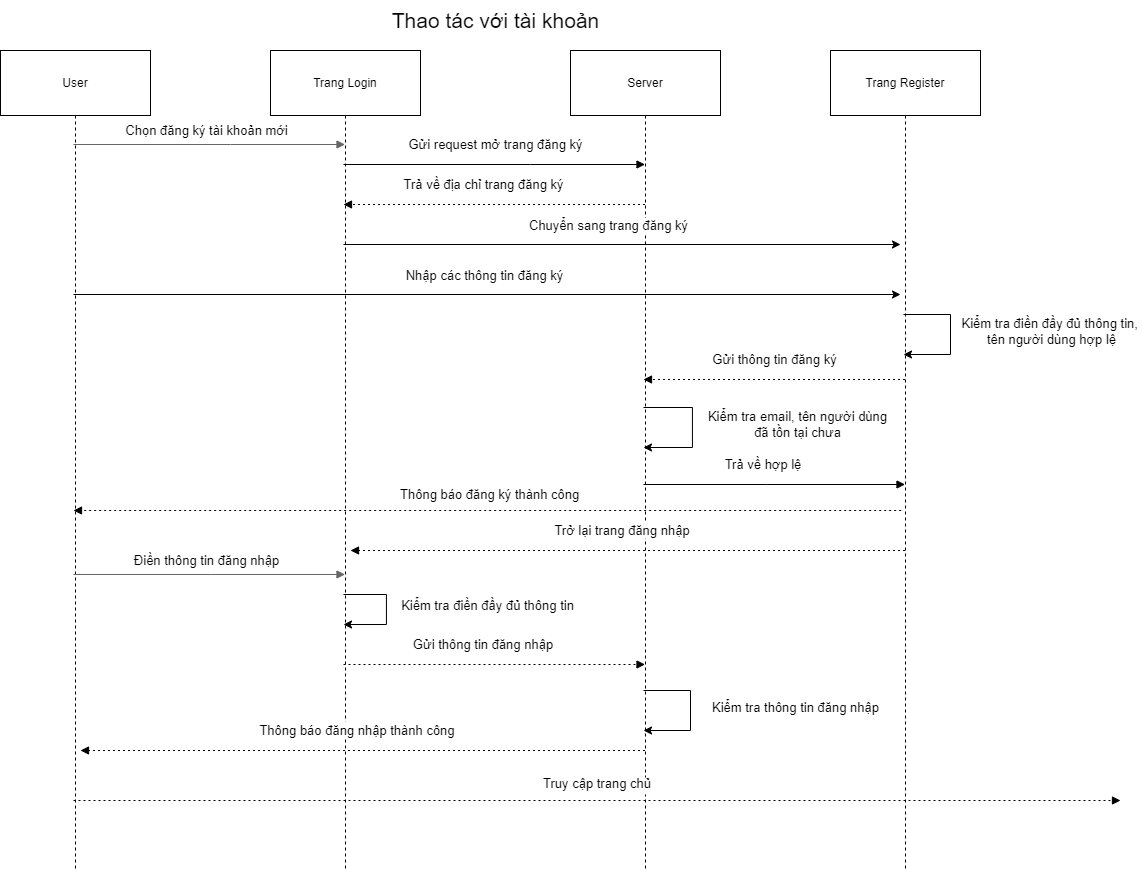 Thao tác với tài khoản
User
Trang Login
Server
Trang Register
Chọn đăng ký tài khoản mới
Gửi request mở trang đăng ký
Trả về địa chỉ trang đăng ký
Chuyển sang trang đăng ký
Nhập các thông tin đăng ký
Kiểm tra điền đầy đủ thông tin,
tên người dùng hợp lệ
Gửi thông tin đăng ký
Kiểm tra email, tên người dùng
đã tồn tại chưa
Trả về hợp lệ
Thông báo đăng ký thành công
Trở lại trang đăng nhập
Điền thông tin đăng nhập
Kiểm tra điền đầy đủ thông tin
Gửi thông tin đăng nhập
Kiểm tra thông tin đăng nhập
Thông báo đăng nhập thành công
Truy cập trang chủ